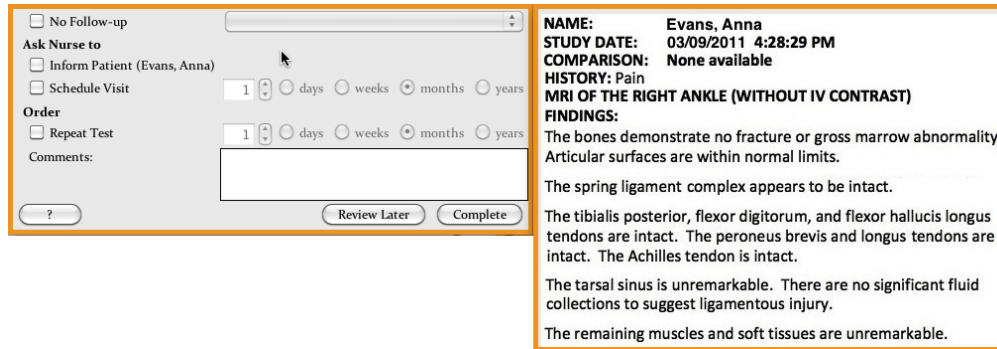 No Follow-up
Ask Nurse to
Inform Patient (Evans, Anna)
Schedule Visit 1 days weeks months years
Order
Repeat Test 1 days weeks months years
Comments:
? Review Later Complete
NAME: Evans, Anna
STUDY DATE: 03/09/2011 4:28:29 PM
COMPARISON: None available
HISTORY: Pain
MRI OF THE RIGHT ANKLE (WITHOUT IV CONTRAST)
FINDINGS:
The bones demonstrate no fracture or gross marrow abnormality
Articular surfaces are within normal limits.
The spring ligament complex appears to be intact.
The tibialis posterior, flexor digitorum, and flexor hallucis longus
tendons are intact. The peroneus brevis and longus tendons are
intact. The Achilles tendon is intact.
The tarsal sinus is unremarkable. There are no significant fluid
collections to suggest ligamentous injury.
The remaining muscles and soft tissues are unremarkable.